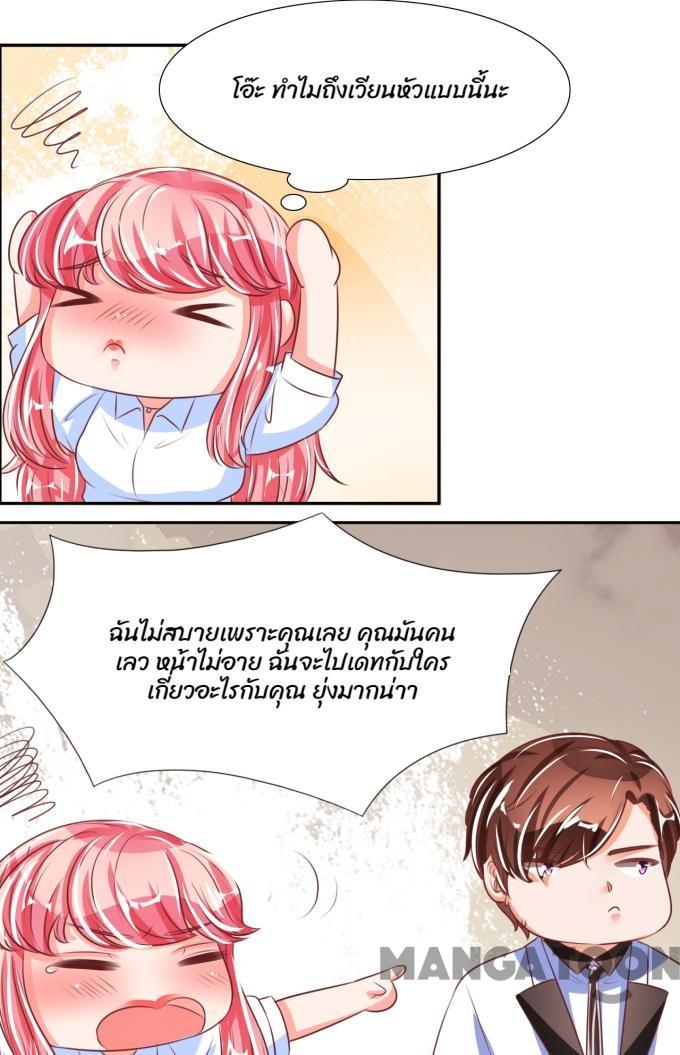 โอ๊ะ ทำไมถึงเวียนหัวแบบนี้นะ
ฉันไม่สบายเพราะคุณเลย คุณมันคน
เลว หน้าไม่อาย ฉันจะไปเดทกับใคร
เกี่ยวอะไรกับคุณ ยุ่งมากน่าา
MANGATOON